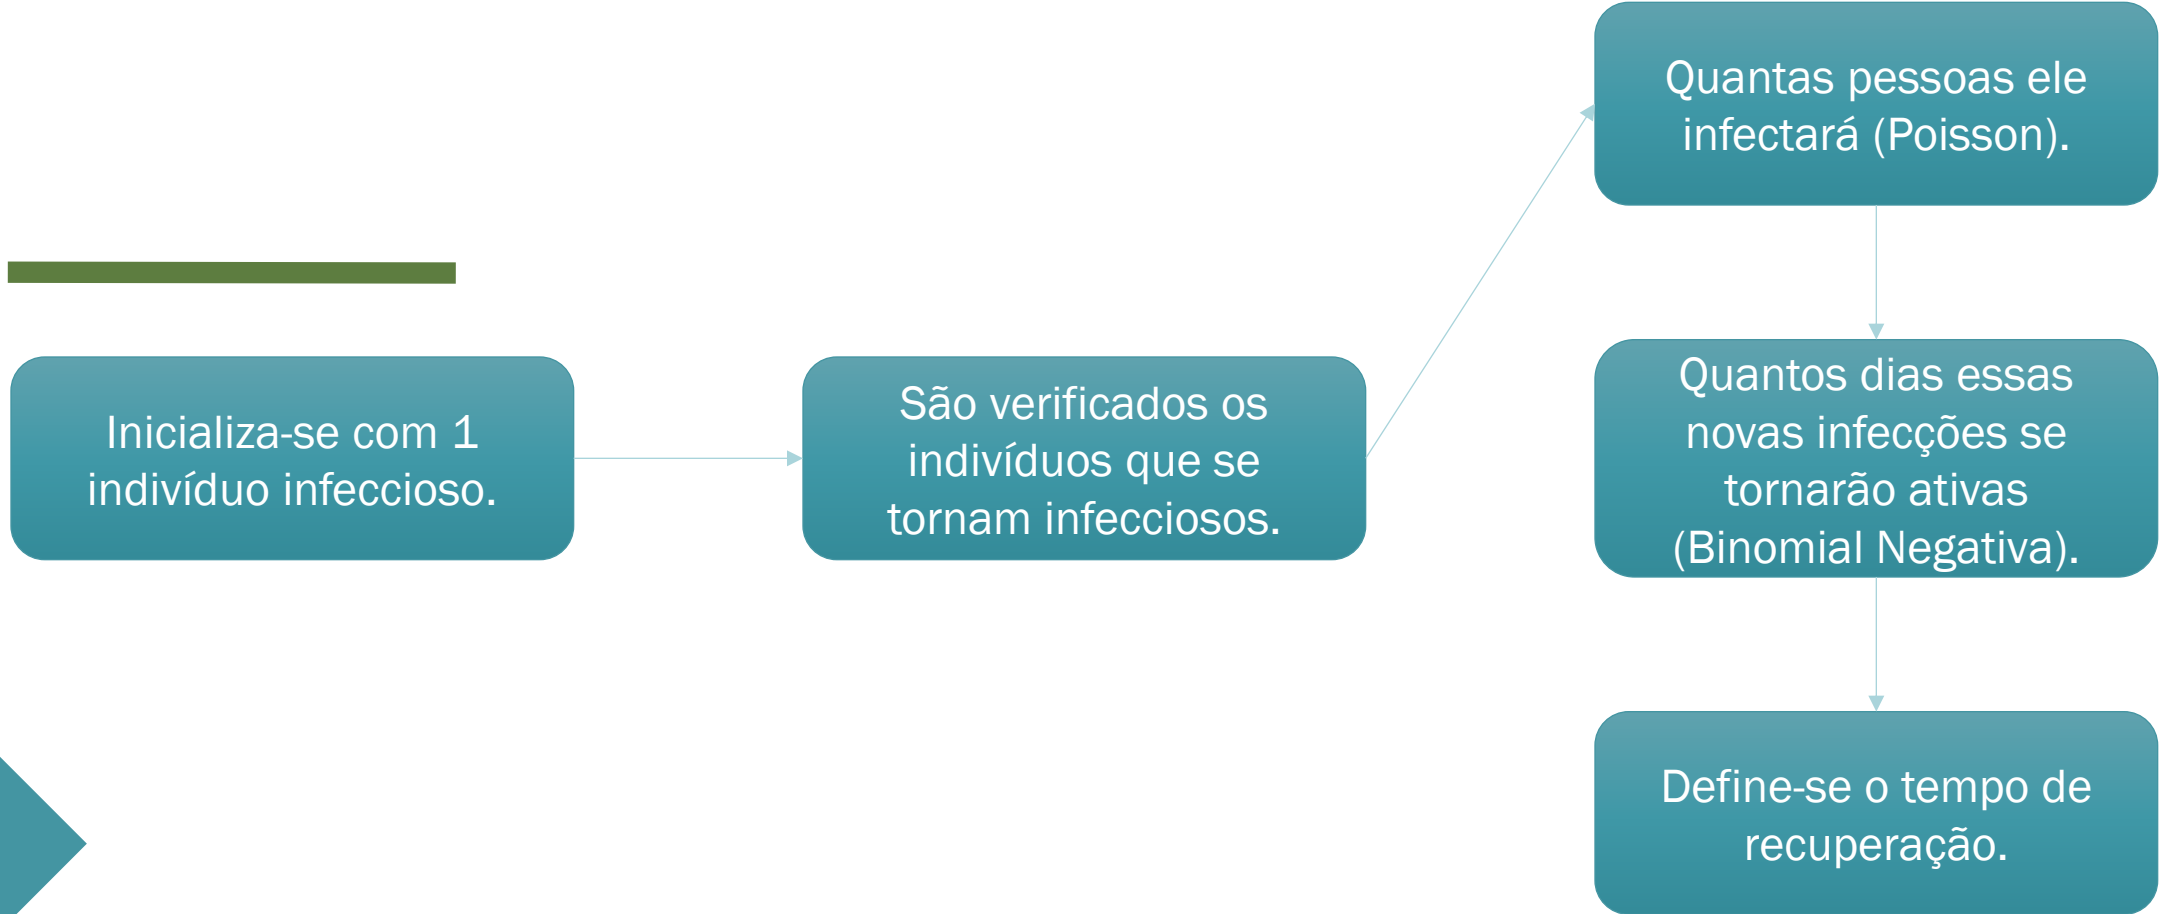 Inicializa-se com 1
indivíduo infeccioso.
São verificados os
indivíduos que se
tornam infecciosos.
Quantas pessoas ele
infectará (Poisson).
Quantos dias essas
novas infecções se
tornarão ativas
(Binomial Negativa).
Define-se o tempo de
recuperação.